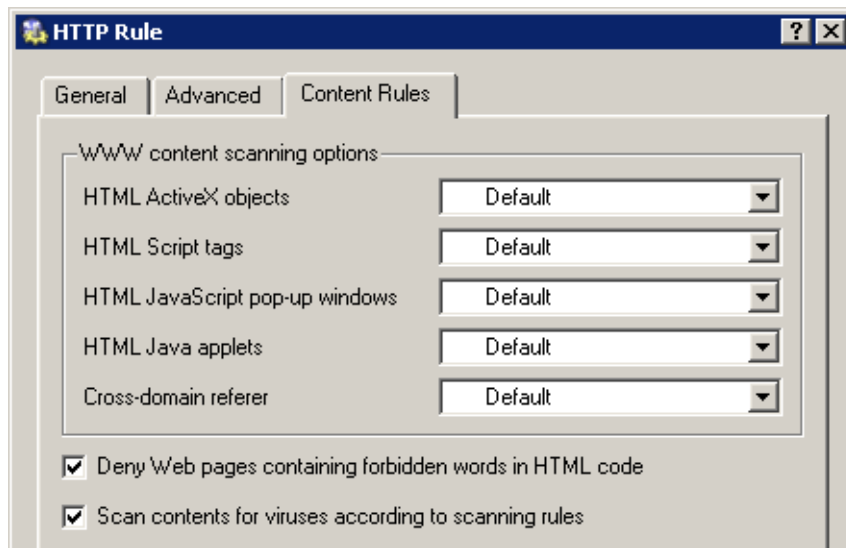 HTTP Rule
General Advanced Content Rules
WWW content scanning options
HTML ActiveX objects Default
HTML Script tags Default
HTML JavaScript pop-up windows Default
HTML Java applets Default
Cross-domain referer Default
Deny Web pages containing forbidden words in HTML code
Scan contents for viruses according to scanning rules